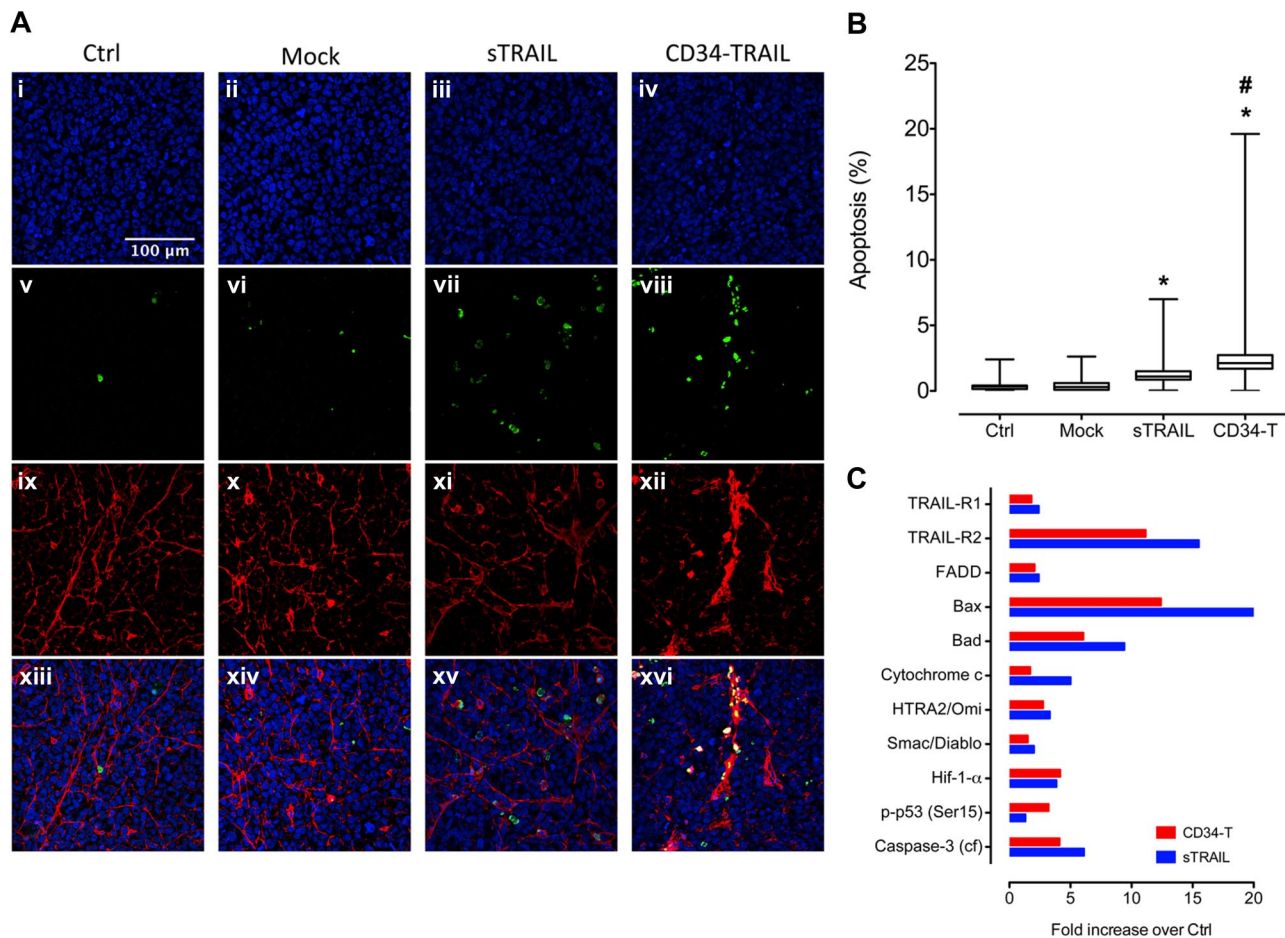 A
Ctrl
Mock
sTRAIL
CD34-TRAIL
i
ii
iii
iv
100 µm
v
vi
vii
viii
ix
x
xi
xii
xiii
xiv
xv
xvi
B
Apoptosis (%)
25
20
15
10
5
0
*
#
*
Ctrl
Mock
sTRAIL
CD34-T
C
TRAIL-R1
TRAIL-R2
FADD
Bax
Bad
Cytochrome c
HTRA2/Omi
Smac/Diablo
Hif-1-α
p-p53 (Ser15)
Caspase-3 (cf)
CD34-T
sTRAIL
0
5
10
15
20
Fold increase over Ctrl